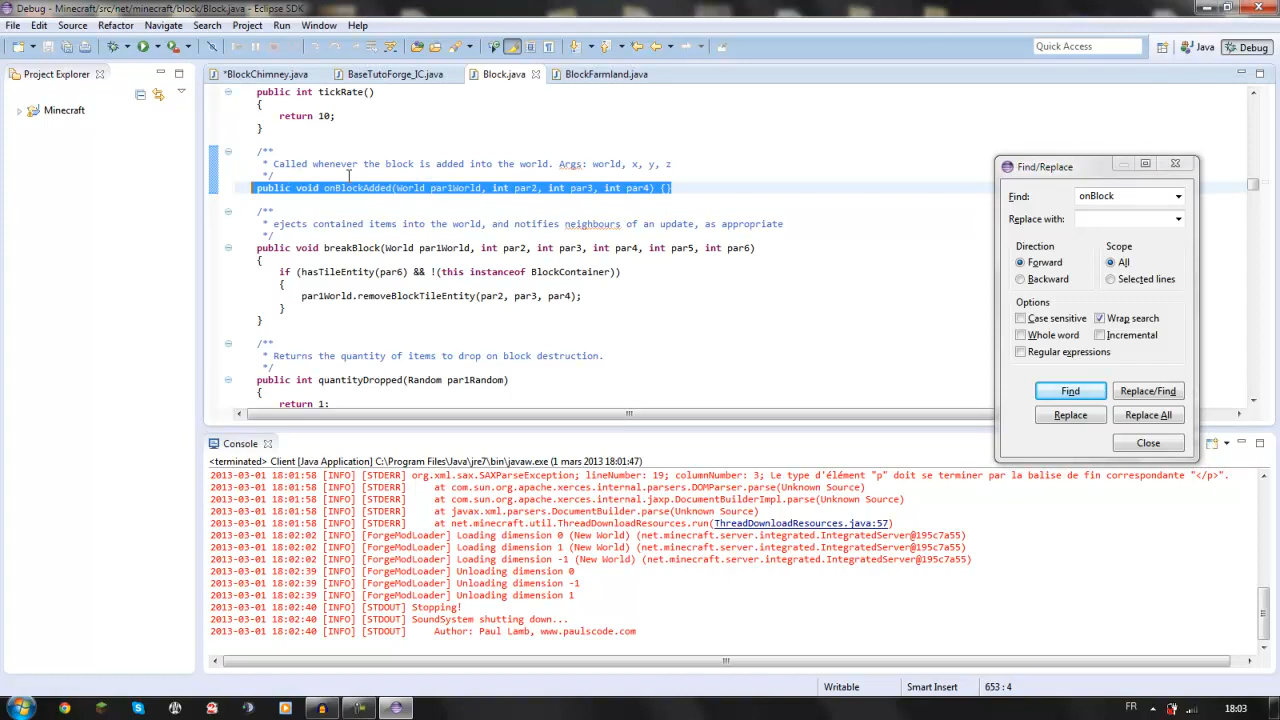 Debug - Minecraft/src/net/minecraft/block/Block.java - Eclipse SDK
File Edit Source Refactor Navigate Search Project Run Window Help
Quick Access
Java
Debug
Project Explorer
*BlockChimney.java
BaseTutoForge_IC.java
Block.java
BlockFarmland.java
Minecraft
public int tickRate()
{
return 10;
}
/**
* Called whenever the block is added into the world. Args: world, x, y, z
*/
public void onBlockAdded(World par1World, int par2, int par3, int par4) {}
/**
* ejects contained items into the world, and notifies neighbours of an update, as appropriate
*/
public void breakBlock(World par1World, int par2, int par3, int par4, int par5, int par6)
{
if (hasTileEntity(par6) && !(this instanceof BlockContainer))
{
par1World.removeBlockTileEntity(par2, par3, par4);
}
}
/**
* Returns the quantity of items to drop on block destruction.
*/
public int quantityDropped(Random par1Random)
{
return 1;
Find/Replace
Find: onBlock
Replace with:
Direction
Scope
Forward
All
Backward
Selected lines
Options
Case sensitive
Wrap search
Whole word
Incremental
Regular expressions
Find
Replace/Find
Replace
Replace All
Close
Console
<terminated> Client [Java Application] C:\Program Files\Java\jre7\bin\javaw.exe (1 mars 2013 18:01:47)
2013-03-01 18:01:58 [INFO] [STDERR] org.xml.sax.SAXParseException; lineNumber: 19; columnNumber: 3; Le type d'élément "p" doit se terminer par la balise de fin correspondante "</p>".
2013-03-01 18:01:58 [INFO] [STDERR] at com.sun.org.apache.xerces.internal.parsers.DOMParser.parse(Unknown Source)
2013-03-01 18:01:58 [INFO] [STDERR] at com.sun.org.apache.xerces.internal.jaxp.DocumentBuilderImpl.parse(Unknown Source)
2013-03-01 18:01:58 [INFO] [STDERR] at javax.xml.parsers.DocumentBuilder.parse(Unknown Source)
2013-03-01 18:01:58 [INFO] [STDERR] at net.minecraft.util.ThreadDownloadResources.run(ThreadDownloadResources.java:57)
2013-03-01 18:02:02 [INFO] [ForgeModLoader] Loading dimension 0 (New World) (net.minecraft.server.integrated.IntegratedServer@195c7a55)
2013-03-01 18:02:02 [INFO] [ForgeModLoader] Loading dimension 1 (New World) (net.minecraft.server.integrated.IntegratedServer@195c7a55)
2013-03-01 18:02:02 [INFO] [ForgeModLoader] Loading dimension -1 (New World) (net.minecraft.server.integrated.IntegratedServer@195c7a55)
2013-03-01 18:02:39 [INFO] [ForgeModLoader] Unloading dimension 0
2013-03-01 18:02:39 [INFO] [ForgeModLoader] Unloading dimension -1
2013-03-01 18:02:39 [INFO] [ForgeModLoader] Unloading dimension 1
2013-03-01 18:02:40 [INFO] [STDOUT] Stopping!
2013-03-01 18:02:40 [INFO] [STDOUT] SoundSystem shutting down...
2013-03-01 18:02:40 [INFO] [STDOUT] Author: Paul Lamb, www.paulscode.com
Writable
Smart Insert
653 : 4
FR
18:03